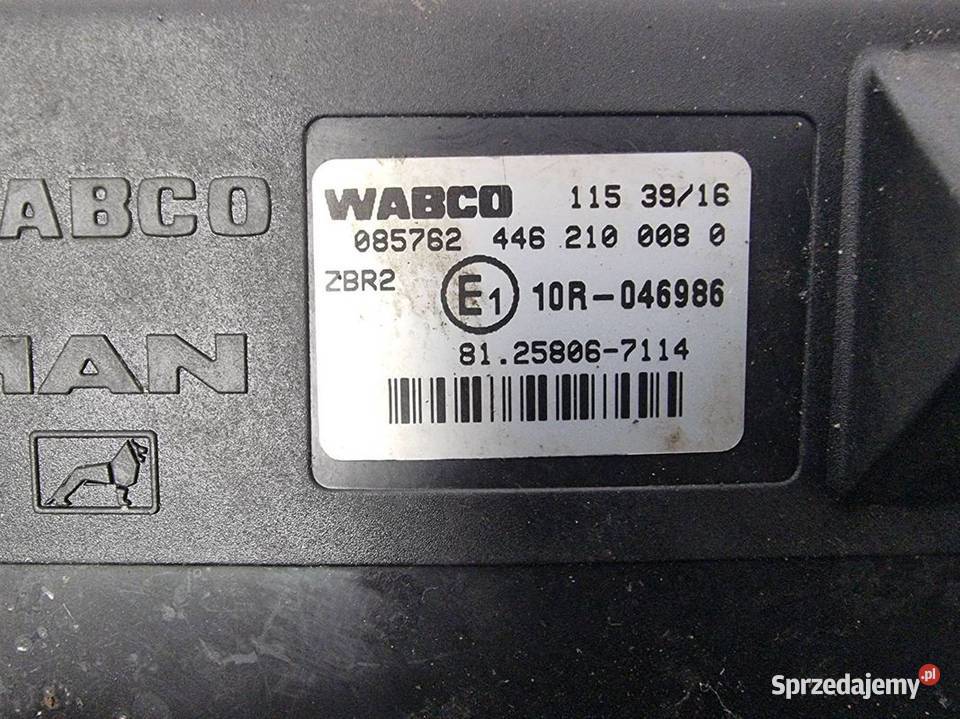 WABCO
MAN
WABCO 115 39/16
085762 446 210 008 0
ZBR2 E1 10R-046986
81.25806-7114
Sprzedajemy.pl